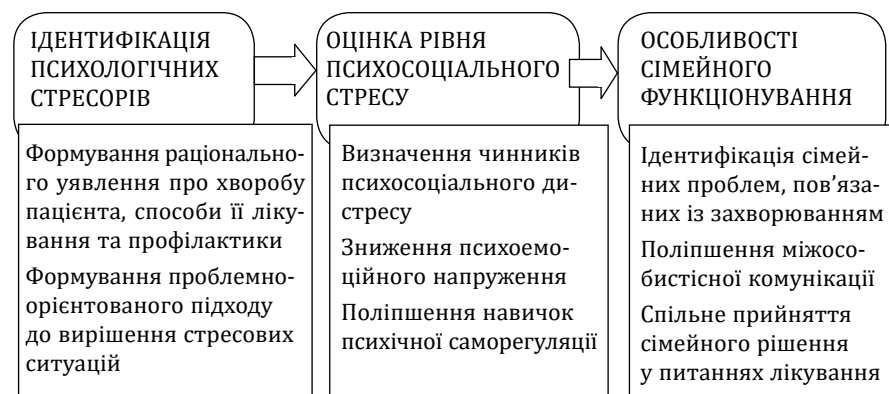 ІДЕНТИФІКАЦІЯ
ПСИХОЛОГІЧНИХ
СТРЕСОРІВ
Формування раціонально-
го уявлення про хворобу
пацієнта, способи її ліку-
вання та профілактики
Формування проблемно-
орієнтованого підходу
до вирішення стресових
ситуацій
ОЦІНКА РІВНЯ
ПСИХОСОЦІАЛЬНОГО
СТРЕСУ
Визначення чинників
психосоціального ди-
стресу
Зниження психоемо-
ційного напруження
Поліпшення навичок
психічної саморегуляції
ОСОБЛИВОСТІ
СІМЕЙНОГО
ФУНКЦІОНУВАННЯ
Ідентифікація сімей-
них проблем, пов’яза-
них із захворюванням
Поліпшення міжосо-
бистісної комунікації
Спільне прийняття
сімейного рішення
у питаннях лікування